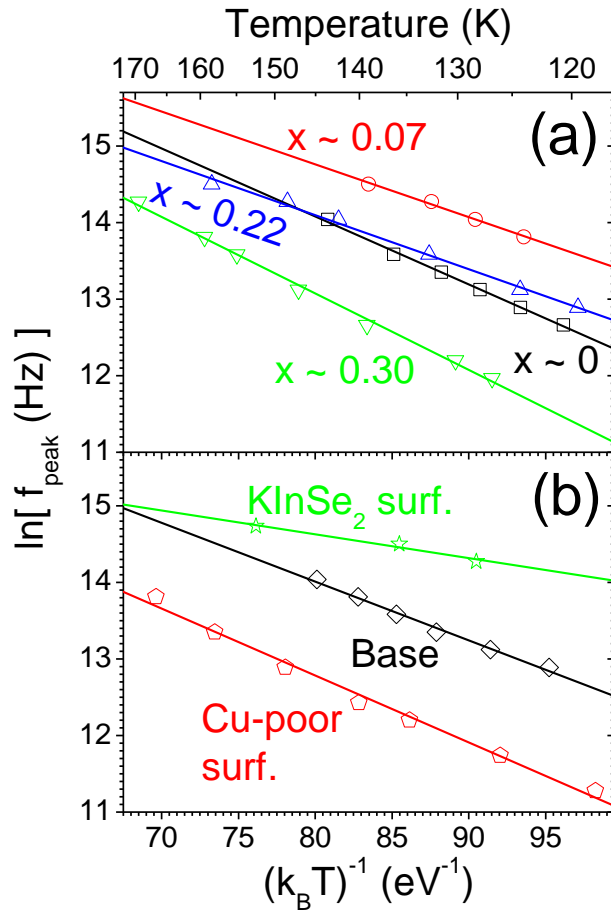 Temperature (K)
170 160 150 140 130 120
(a)
x ~ 0.07
x ~ 0.22
x ~ 0.30
x ~ 0
15
14
13
12
11
ln[ f_peak (Hz) ]
(b)
KInSe₂ surf.
Base
Cu-poor
surf.
15
14
13
12
11
70 75 80 85 90 95
(k_BT)⁻¹ (eV⁻¹)